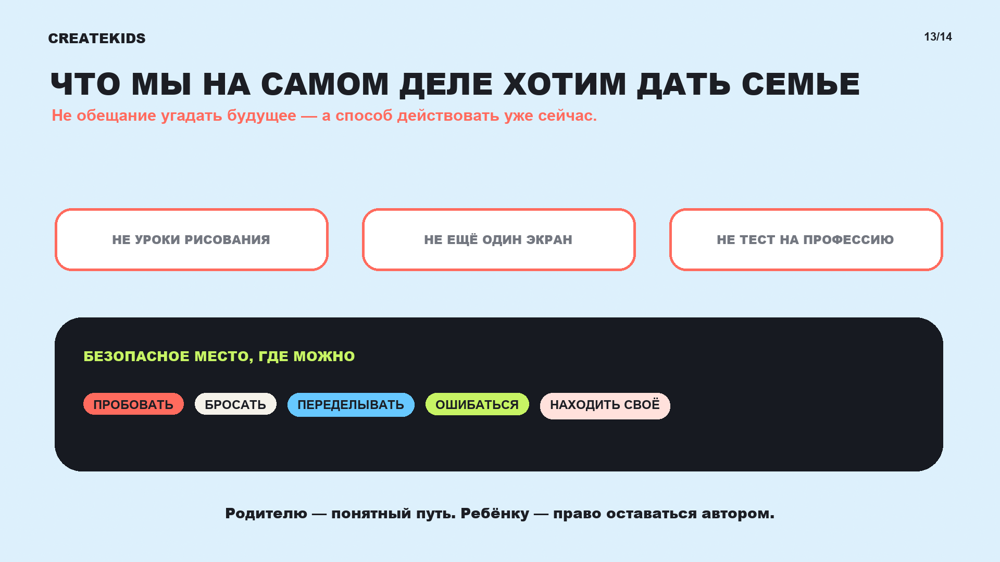 CREATEKIDS
13/14
ЧТО МЫ НА САМОМ ДЕЛЕ ХОТИМ ДАТЬ СЕМЬЕ
Не обещание угадать будущее — а способ действовать уже сейчас.
НЕ УРОКИ РИСОВАНИЯ
НЕ ЕЩЁ ОДИН ЭКРАН
НЕ ТЕСТ НА ПРОФЕССИЮ
БЕЗОПАСНОЕ МЕСТО, ГДЕ МОЖНО
ПРОБОВАТЬ
БРОСАТЬ
ПЕРЕДЕЛЫВАТЬ
ОШИБАТЬСЯ
НАХОДИТЬ СВОЁ
Родителю — понятный путь. Ребёнку — право оставаться автором.